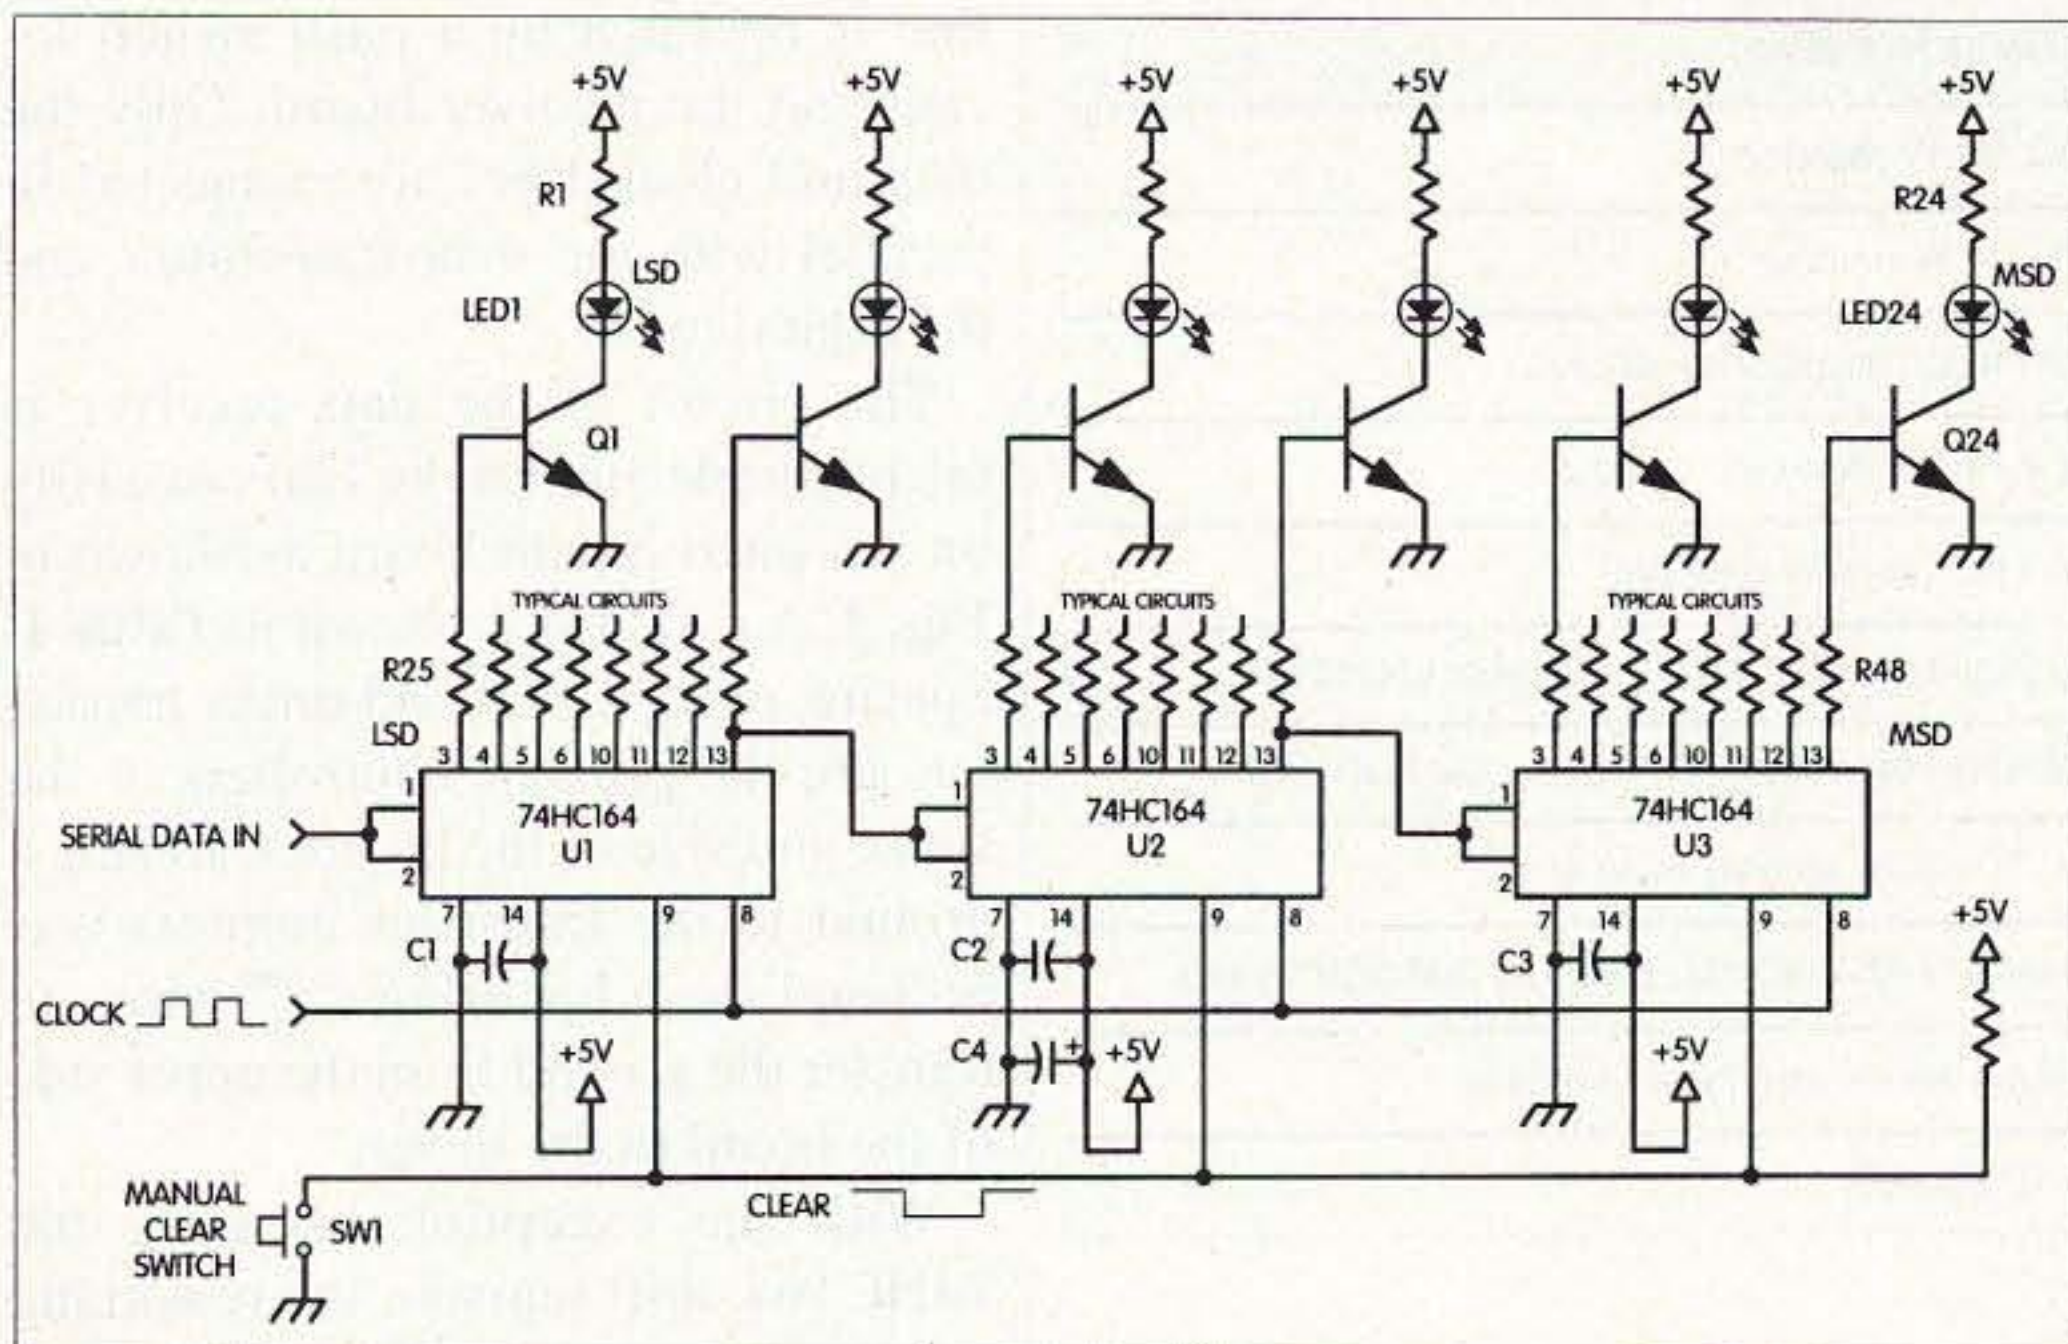 +5V +5V +5V +5V +5V +5V
R1 R24
LSD MSD
LED1 LED24
Q1 Q24
TYPICAL CIRCUITS TYPICAL CIRCUITS TYPICAL CIRCUITS
R25 R48
LSD MSD
3 4 5 6 10 11 12 13 3 4 5 6 10 11 12 13 3 4 5 6 10 11 12 13
1 1 1
74HC164 74HC164 74HC164
SERIAL DATA IN U1 U2 U3
2 2 2
7 14 9 8 7 14 9 8 7 14 9 8 +5V
C1 C2 C3
CLOCK
+5V C4 + +5V +5V
MANUAL
CLEAR
SWITCH
SW1
CLEAR